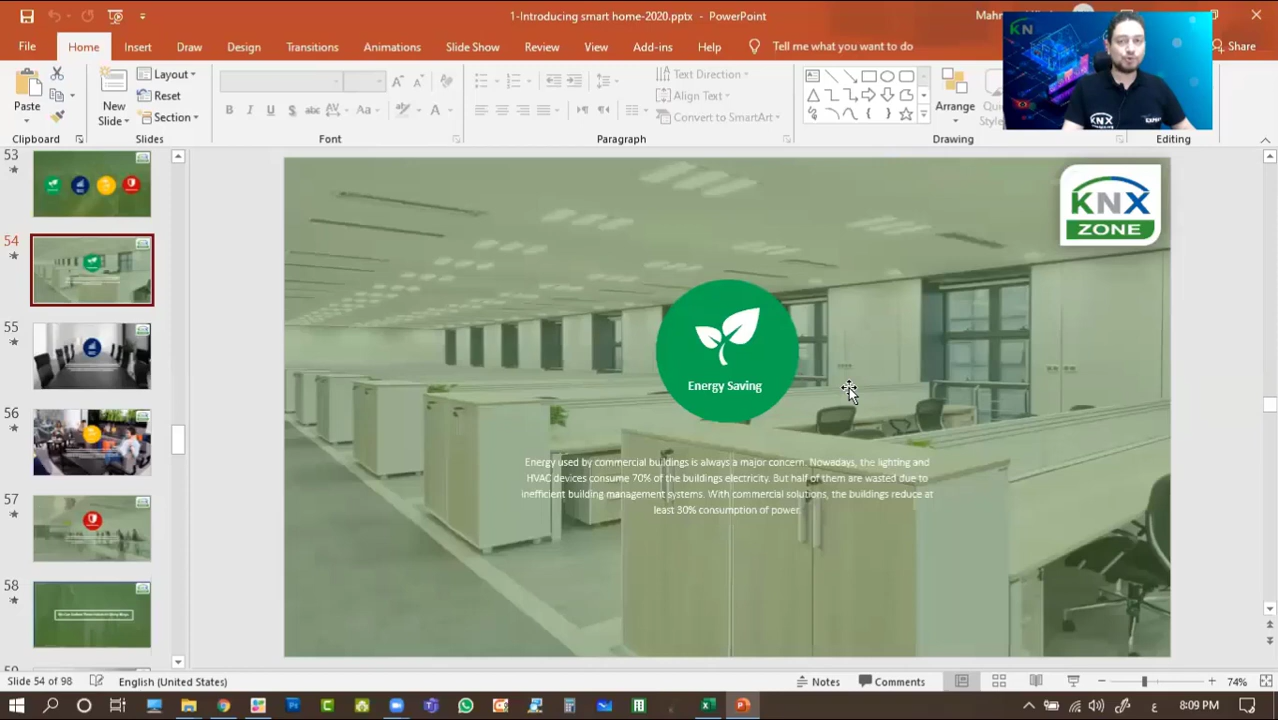 1-Introducing smart home-2020.pptx - PowerPoint
File Home Insert Draw Design Transitions Animations Slide Show Review View Add-ins Help Tell me what you want to do Share
Paste
Clipboard
New
Slide
Layout
Reset
Section
Slides
Font
Text Direction
Align Text
Convert to SmartArt
Paragraph
Arrange
Drawing
Editing
KN
KNX
53
54
55
56
57
58
KNX
ZONE
Energy Saving
Energy used by commercial buildings is always a major concern. Nowadays, the lighting and
HVAC devices consume 70% of the buildings electricity. But half of them are wasted due to
inefficient building management systems. With commercial solutions, the buildings reduce at
least 30% consumption of power.
Slide 54 of 98 English (United States) Notes Comments 74%
8:09 PM